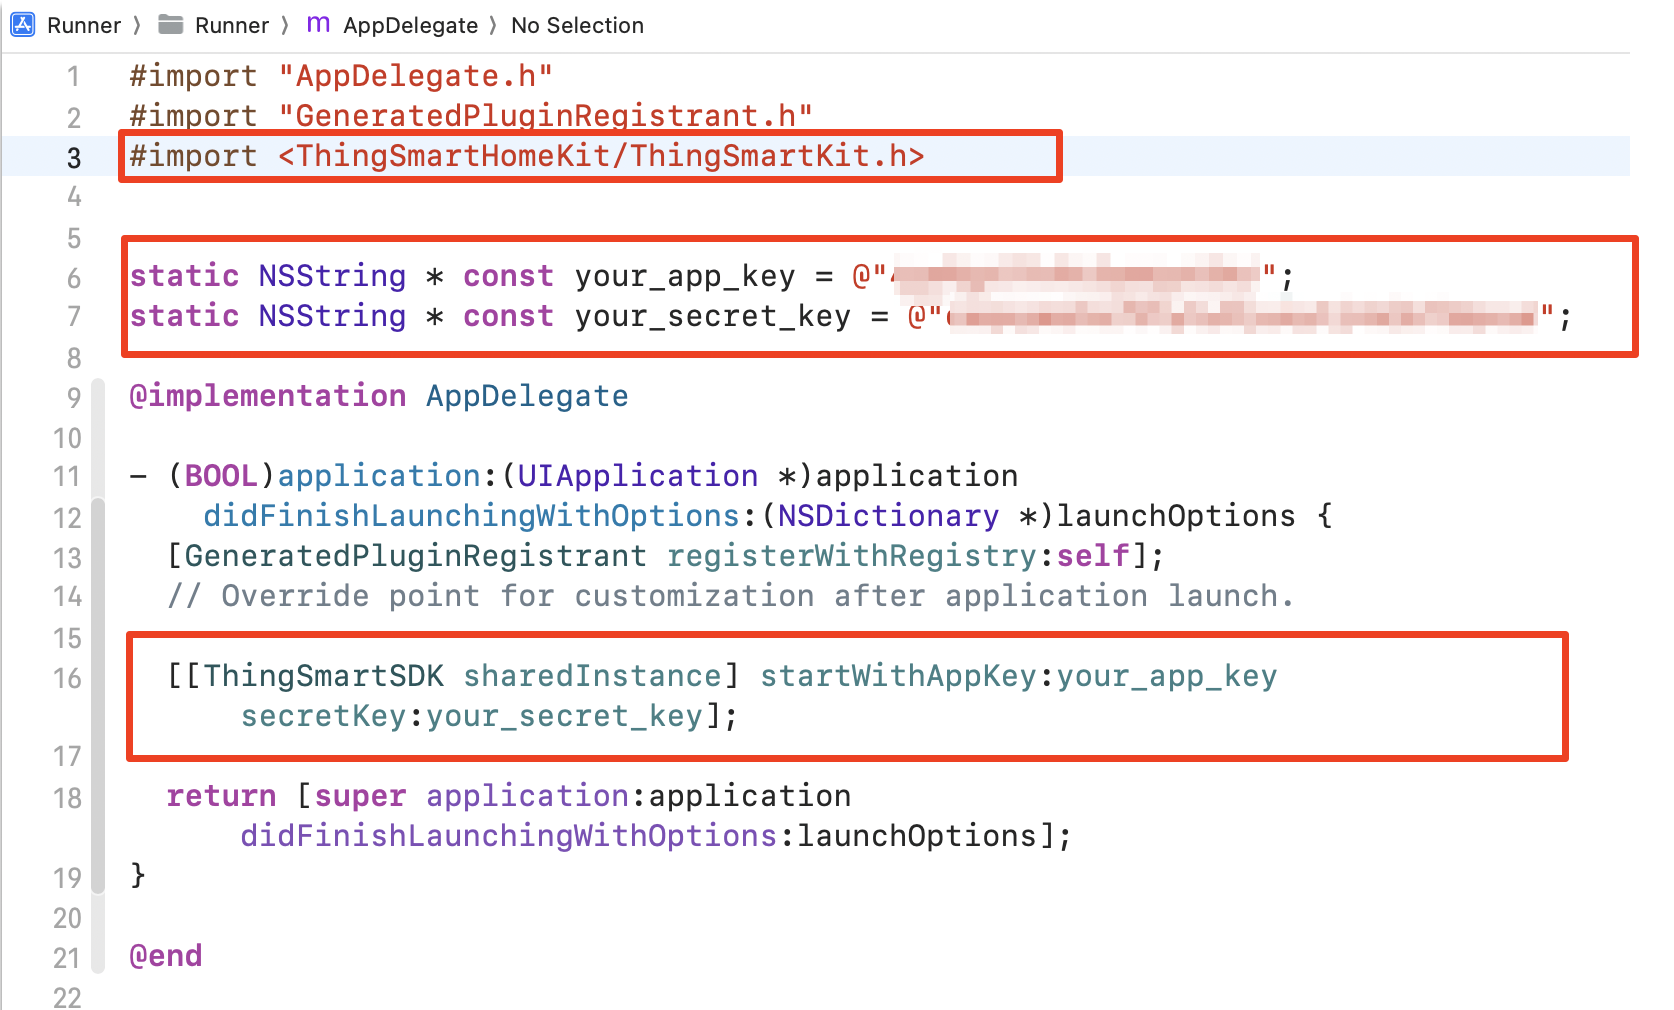 Runner 〉 Runner 〉 m AppDelegate 〉 No Selection
1 #import "AppDelegate.h"
2 #import "GeneratedPluginRegistrant.h"
3 #import <ThingSmartHomeKit/ThingSmartKit.h>
4
5
6 static NSString * const your_app_key = @"";
7 static NSString * const your_secret_key = @"";
8
9 @implementation AppDelegate
10
11 - (BOOL)application:(UIApplication *)application
12 didFinishLaunchingWithOptions:(NSDictionary *)launchOptions {
13 [GeneratedPluginRegistrant registerWithRegistry:self];
14 // Override point for customization after application launch.
15
16 [[ThingSmartSDK sharedInstance] startWithAppKey:your_app_key
secretKey:your_secret_key];
17
18 return [super application:application
didFinishLaunchingWithOptions:launchOptions];
19 }
20
21 @end
22